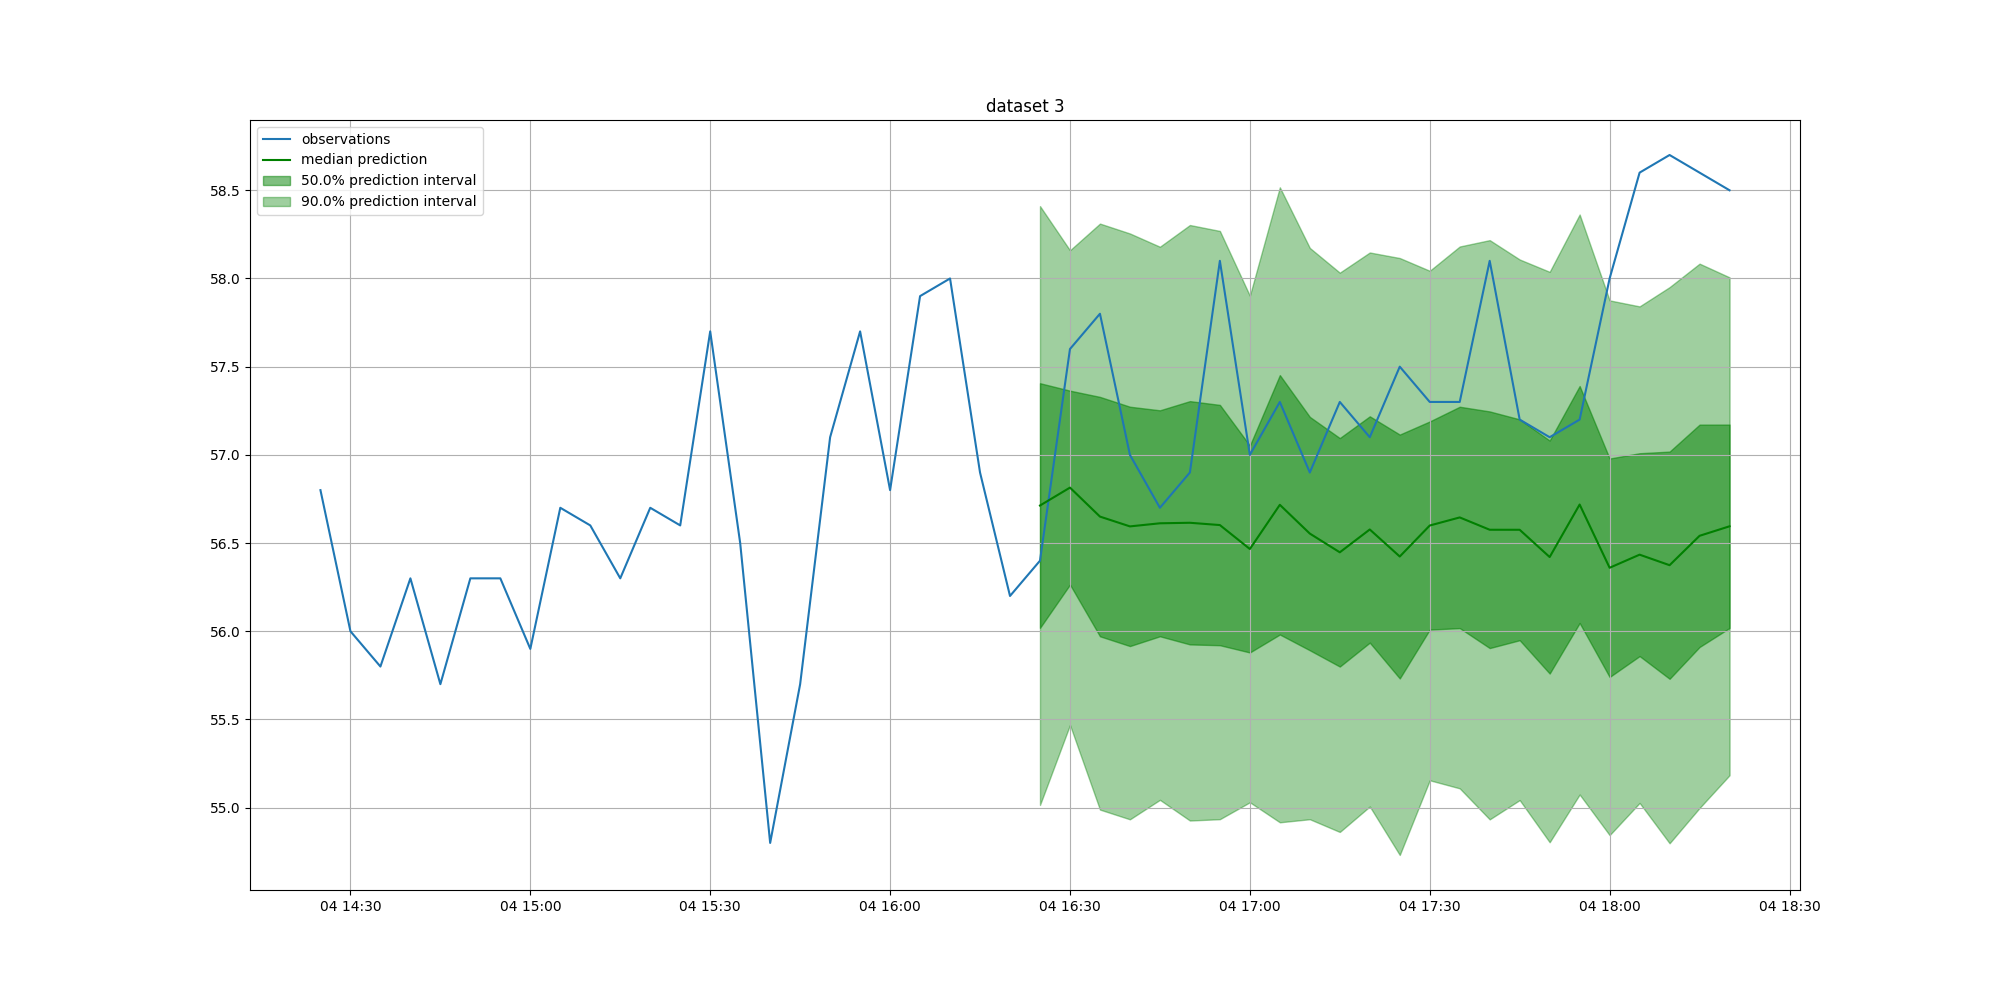 dataset 3
observations
median prediction
50.0% prediction interval
90.0% prediction interval
58.5
58.0
57.5
57.0
56.5
56.0
55.5
55.0
04 14:30 04 15:00 04 15:30 04 16:00 04 16:30 04 17:00 04 17:30 04 18:00 04 18:30